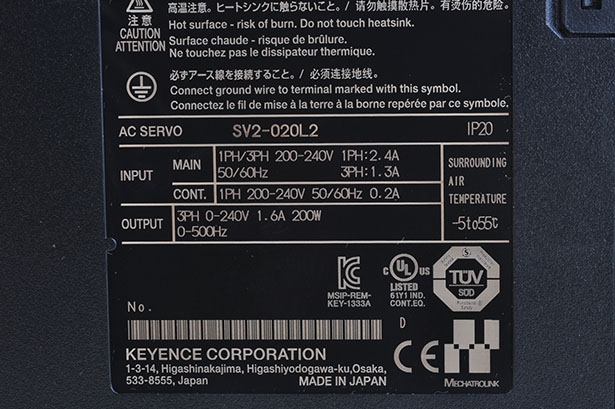 注意
CAUTION
ATTENTION
高温注意。ヒートシンクに触らないこと。/ 请勿触摸散热片。有烫伤的危险。
Hot surface - risk of burn. Do not touch heatsink.
Surface chaude - risque de brûlure.
Ne touchez pas le dissipateur thermique.
必ずアース線を接続すること。/ 必须连接地线。
Connect ground wire to terminal marked with this symbol.
Connectez le fil de mise à la terre à la borne repérée par ce symbole.
AC SERVO SV2-020L2 IP20
INPUT
MAIN
1PH/3PH 200-240V 1PH:2.4A
50/60Hz 3PH:1.3A
CONT. 1PH 200-240V 50/60Hz 0.2A
OUTPUT
3PH 0-240V 1.6A 200W
0-500Hz
SURROUNDING
AIR
TEMPERATURE
-5to55℃
MSIP-REM-
KEY-1333A
c UL us
LISTED
61Y1 IND.
CONT.EQ.
TÜV
SÜD
No.
D
KEYENCE CORPORATION
1-3-14, Higashinakajima, Higashiyodogawa-ku,Osaka,
533-8555, Japan
MADE IN JAPAN
CE
MECHATROLINK